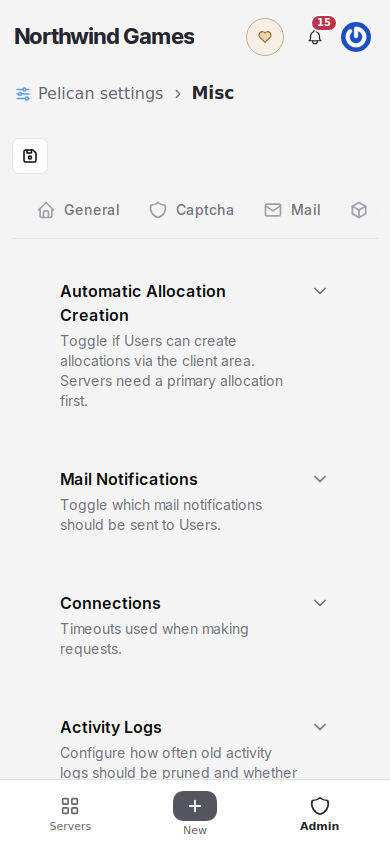 Northwind Games
15
Pelican settings > Misc
General
Captcha
Mail
Automatic Allocation
Creation
Toggle if Users can create
allocations via the client area.
Servers need a primary allocation
first.
Mail Notifications
Toggle which mail notifications
should be sent to Users.
Connections
Timeouts used when making
requests.
Activity Logs
Configure how often old activity
logs should be pruned and whether
Servers
New
Admin